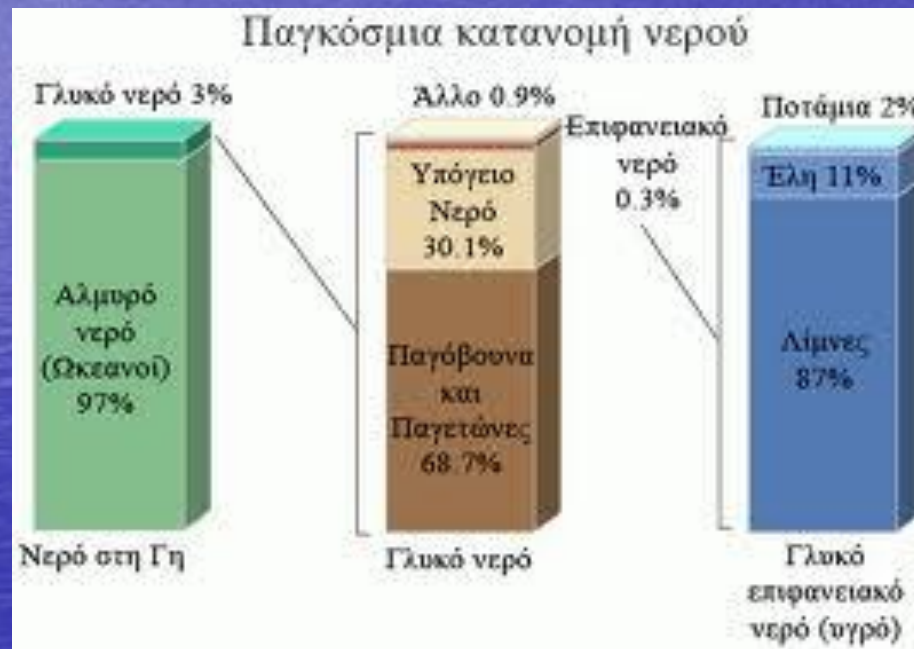 Παγκόσμια κατανομή νερού
Γλυκό νερό 3%
Αλμυρό
νερό
(Ωκεανοί)
97%
Νερό στη Γη
Άλλο 0.9%
Υπόγειο
Νερό
30.1%
Παγόβουνα
και
Παγετώνες
68.7%
Γλυκό νερό
Επιφανειακό
νερό
0.3%
Ποτάμια 2%
Έλη 11%
Λίμνες
87%
Γλυκό
επιφανειακό
νερό (υγρό)